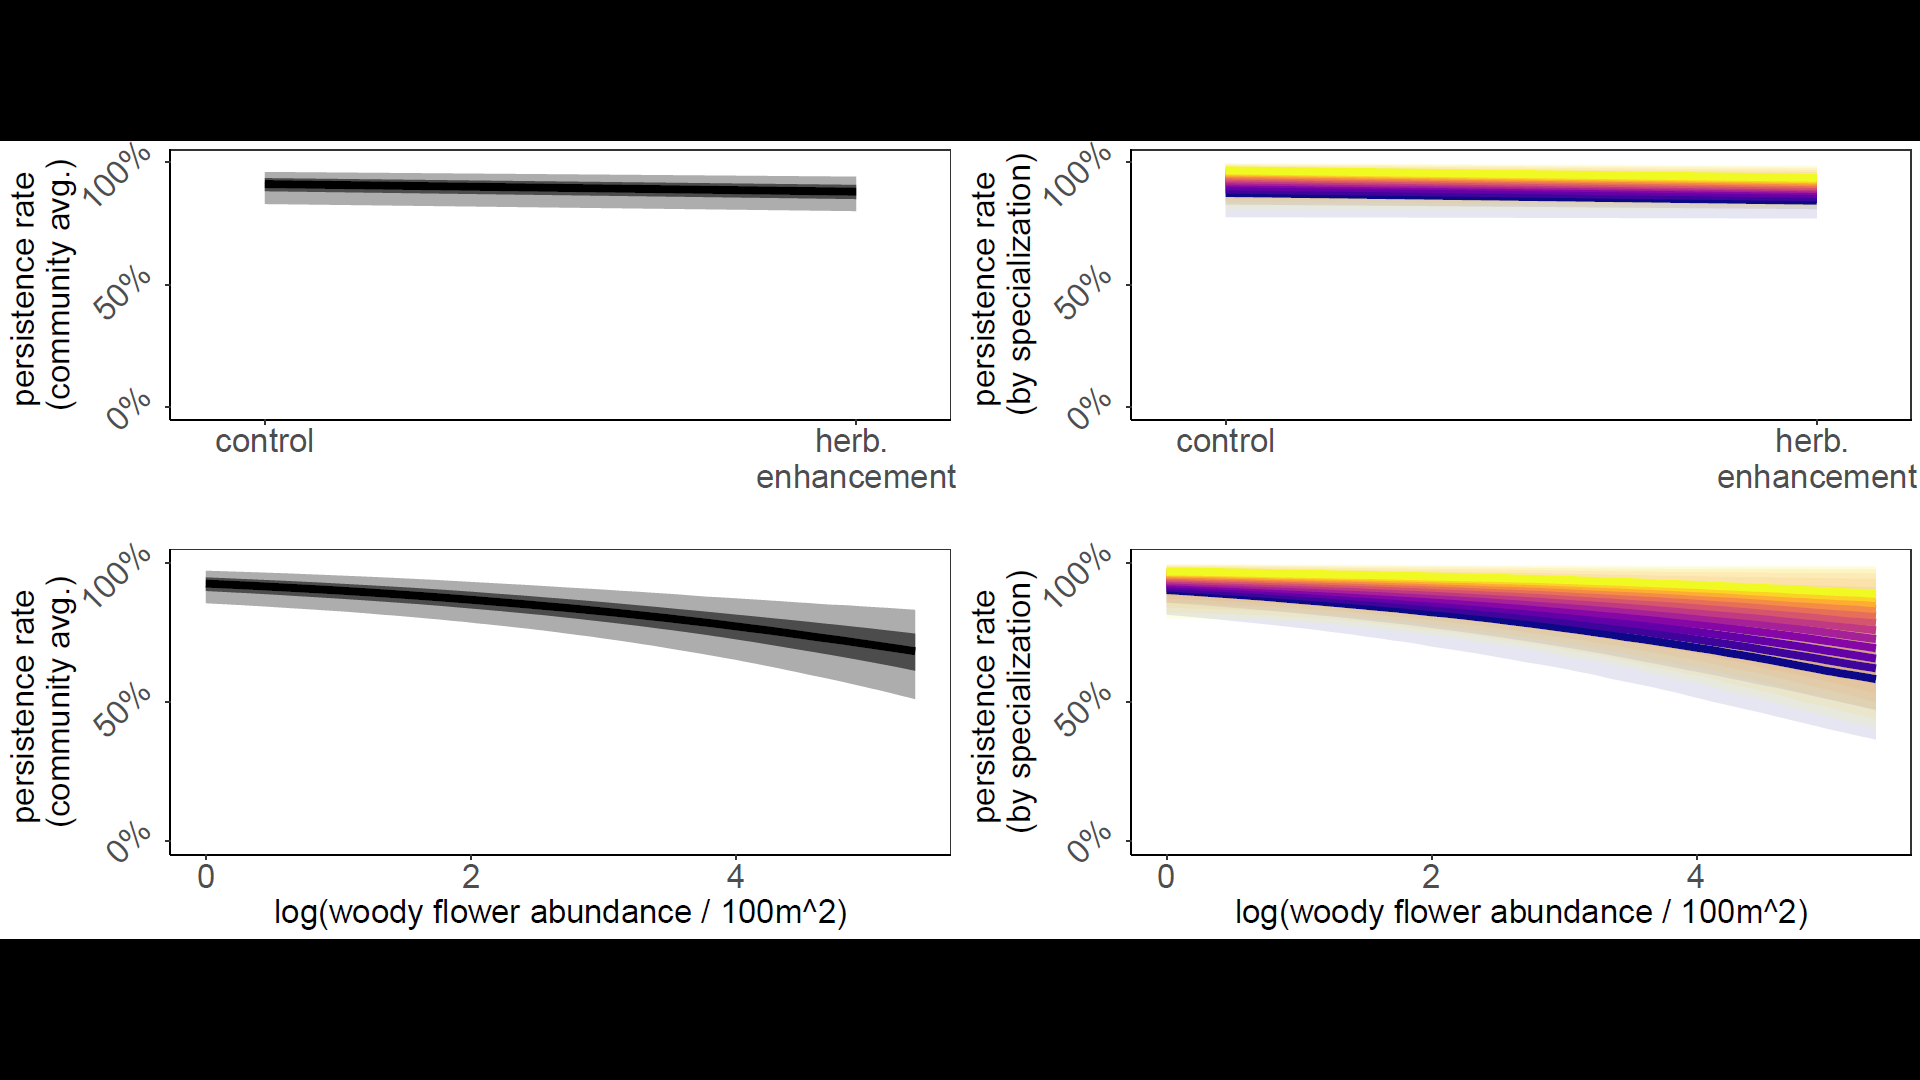 persistence rate
(community avg.)
100%
50%
0%
control
herb.
enhancement
persistence rate
(by specialization)
100%
50%
0%
control
herb.
enhancement
persistence rate
(community avg.)
100%
50%
0%
0
2
4
log(woody flower abundance / 100m^2)
persistence rate
(by specialization)
100%
50%
0%
0
2
4
log(woody flower abundance / 100m^2)